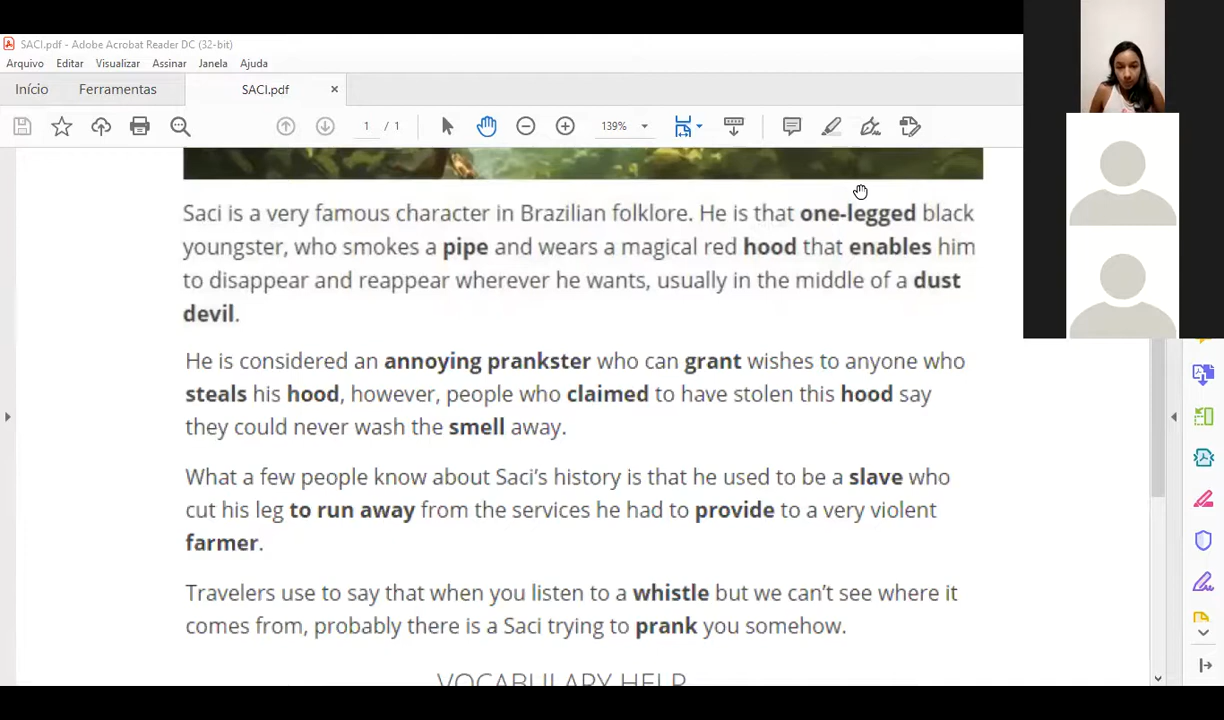 SACI.pdf - Adobe Acrobat Reader DC (32-bit)
Arquivo Editar Visualizar Assinar Janela Ajuda
Início Ferramentas SACI.pdf ×
1 / 1 139%
Saci is a very famous character in Brazilian folklore. He is that one-legged black
youngster, who smokes a pipe and wears a magical red hood that enables him
to disappear and reappear wherever he wants, usually in the middle of a dust
devil.
He is considered an annoying prankster who can grant wishes to anyone who
steals his hood, however, people who claimed to have stolen this hood say
they could never wash the smell away.
What a few people know about Saci’s history is that he used to be a slave who
cut his leg to run away from the services he had to provide to a very violent
farmer.
Travelers use to say that when you listen to a whistle but we can’t see where it
comes from, probably there is a Saci trying to prank you somehow.
VOCABULARY HELP